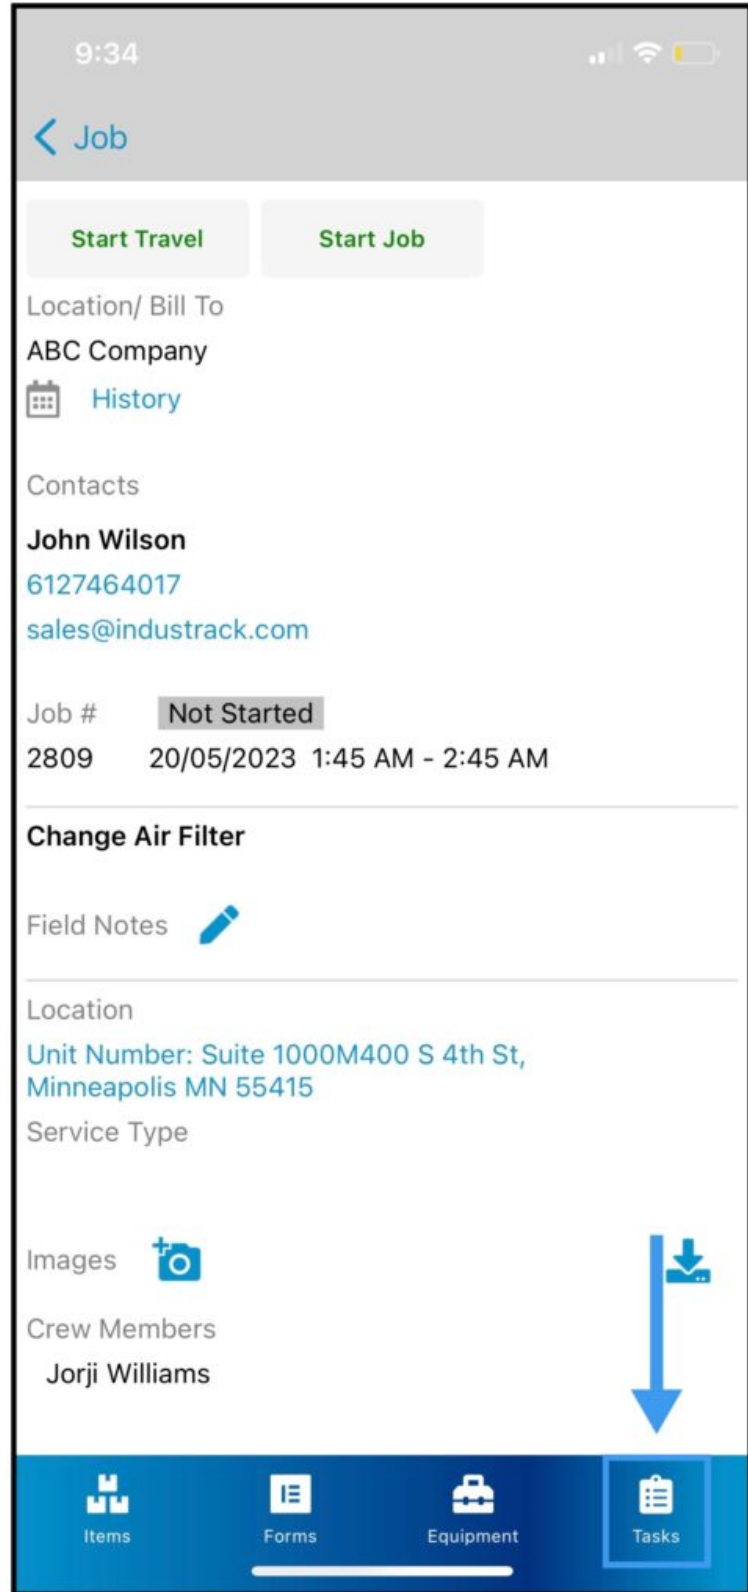 9:34
Job
Start Travel Start Job
Location/ Bill To
ABC Company
History
Contacts
John Wilson
6127464017
sales@industrack.com
Job # Not Started
2809 20/05/2023 1:45 AM - 2:45 AM
Change Air Filter
Field Notes
Location
Unit Number: Suite 1000M400 S 4th St,
Minneapolis MN 55415
Service Type
Images
Crew Members
Jorji Williams
Items Forms Equipment Tasks